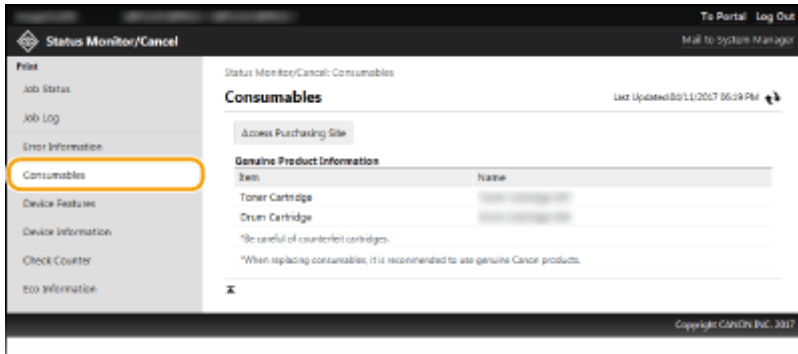 To Portal Log Out
Status Monitor/Cancel
Mail to System Manager
Print
Job Status
Job Log
Error Information
Consumables
Device Features
Device Information
Check Counter
Eco Information
Status Monitor/Cancel: Consumables
Consumables
Last Updated 04/11/2017 06:19 PM
Access Purchasing Site
Genuine Product Information
Item Name
Toner Cartridge
Drum Cartridge
*Be careful of counterfeit cartridges.
*When replacing consumables, it is recommended to use genuine Canon products.
Copyright CANON INC. 2017